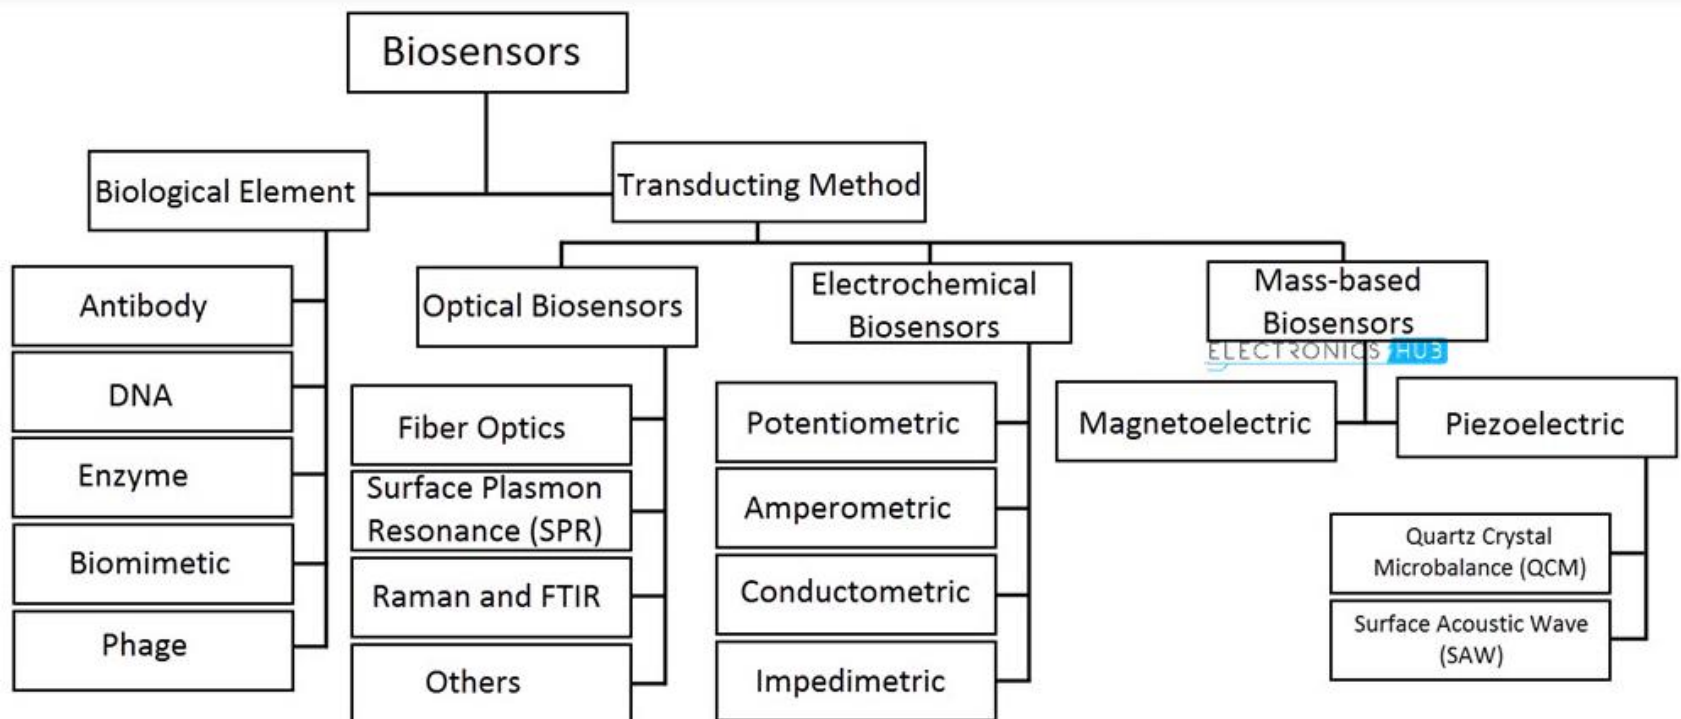 Biosensors
Biological Element
Transducting Method
Antibody
DNA
Enzyme
Biomimetic
Phage
Optical Biosensors
Fiber Optics
Surface Plasmon
Resonance (SPR)
Raman and FTIR
Others
Electrochemical
Biosensors
Potentiometric
Amperometric
Conductometric
Impedimetric
Mass-based
Biosensors
ELECTRONICS HUB
Magnetoelectric
Piezoelectric
Quartz Crystal
Microbalance (QCM)
Surface Acoustic Wave
(SAW)